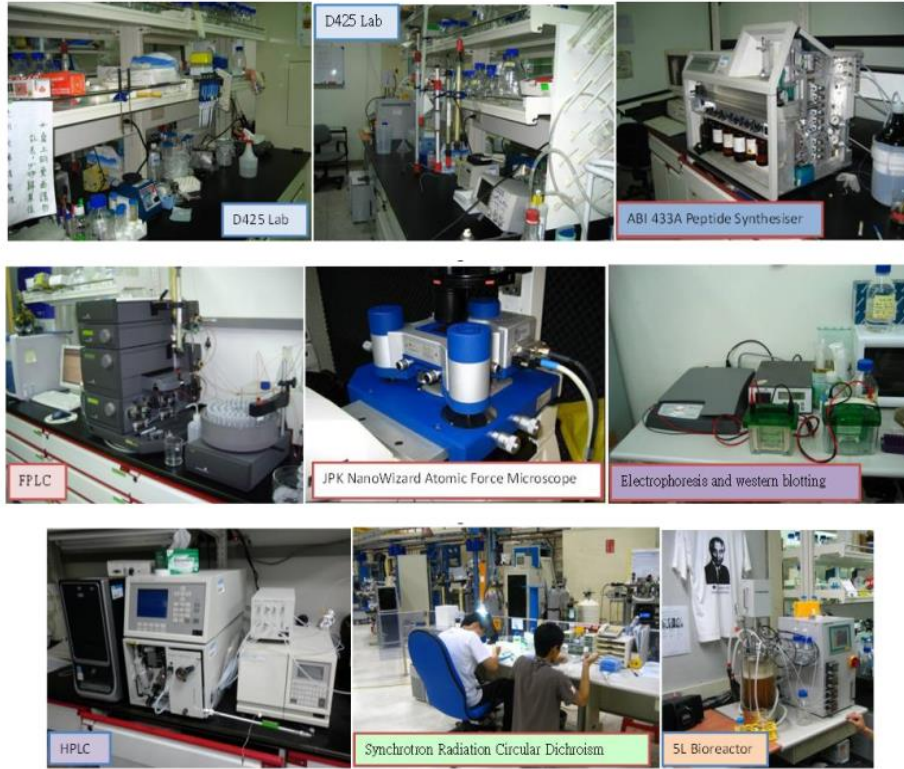 D425 Lab
D425 Lab
ABI 433A Peptide Synthesiser
FPLC
JPK NanoWizard Atomic Force Microscope
Electrophoresis and western blotting
HPLC
Synchrotron Radiation Circular Dichroism
5L Bioreactor